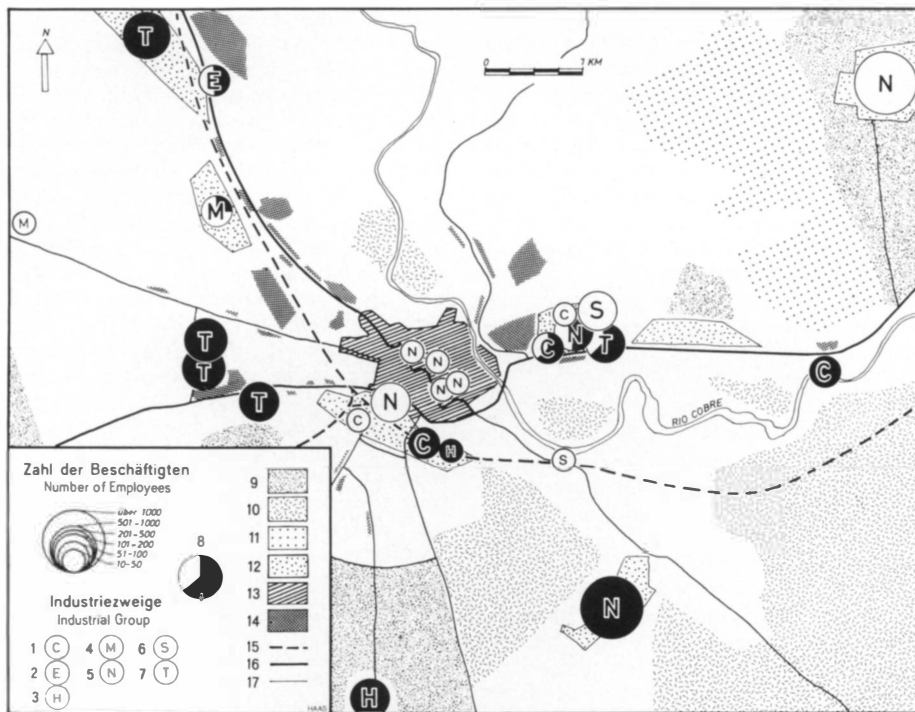 T
E
N
0 1 KM
N
M
M
S
C
C
N
T
T
N
N
N
N
T
C
T
N
RIO COBRE
C
C
H
S
Zahl der Beschäftigten
Number of Employees
über 1000
501-1000
201-500
101-200
51-100
10-50
8
Industriezweige
Industrial Group
1 C 4 M 6 S
2 E 5 N 7 T
3 H
9
10
11
12
13
14
15
16
17
HAAS
N
H